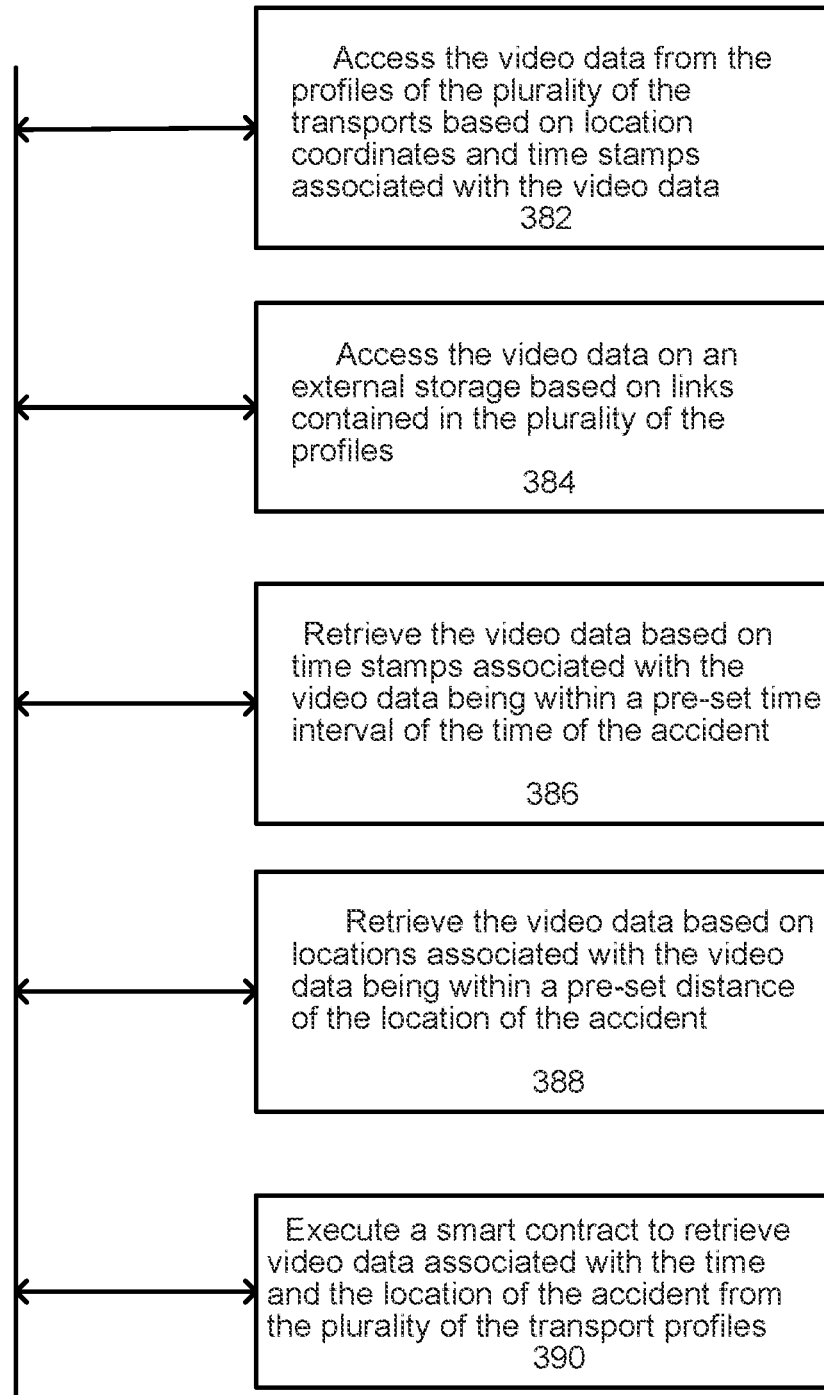 Access the video data from the
profiles of the plurality of the
transports based on location
coordinates and time stamps
associated with the video data
382
Access the video data on an
external storage based on links
contained in the plurality of the
profiles
384
Retrieve the video data based on
time stamps associated with the
video data being within a pre-set time
interval of the time of the accident
386
Retrieve the video data based on
locations associated with the video
data being within a pre-set distance
of the location of the accident
388
Execute a smart contract to retrieve
video data associated with the time
and the location of the accident from
the plurality of the transport profiles
390